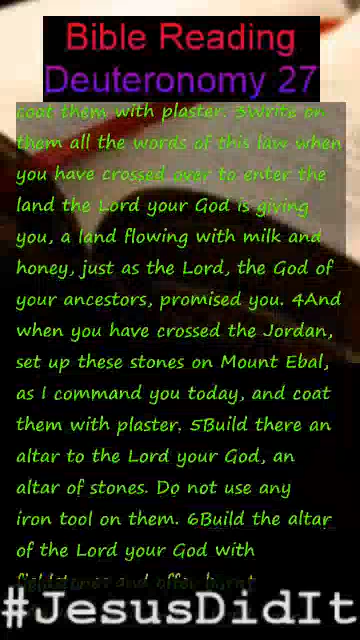 Bible Reading
Deuteronomy 27
coat them with plaster. 3Write on
them all the words of this law when
you have crossed over to enter the
land the Lord your God is giving
you, a land flowing with milk and
honey, just as the Lord, the God of
your ancestors, promised you. 4And
when you have crossed the Jordan,
set up these stones on Mount Ebal,
as I command you today, and coat
them with plaster. 5Build there an
altar to the Lord your God, an
altar of stones. Do not use any
iron tool on them. 6Build the altar
of the Lord your God with
fieldstones and offer burnt
#JesusDidIt